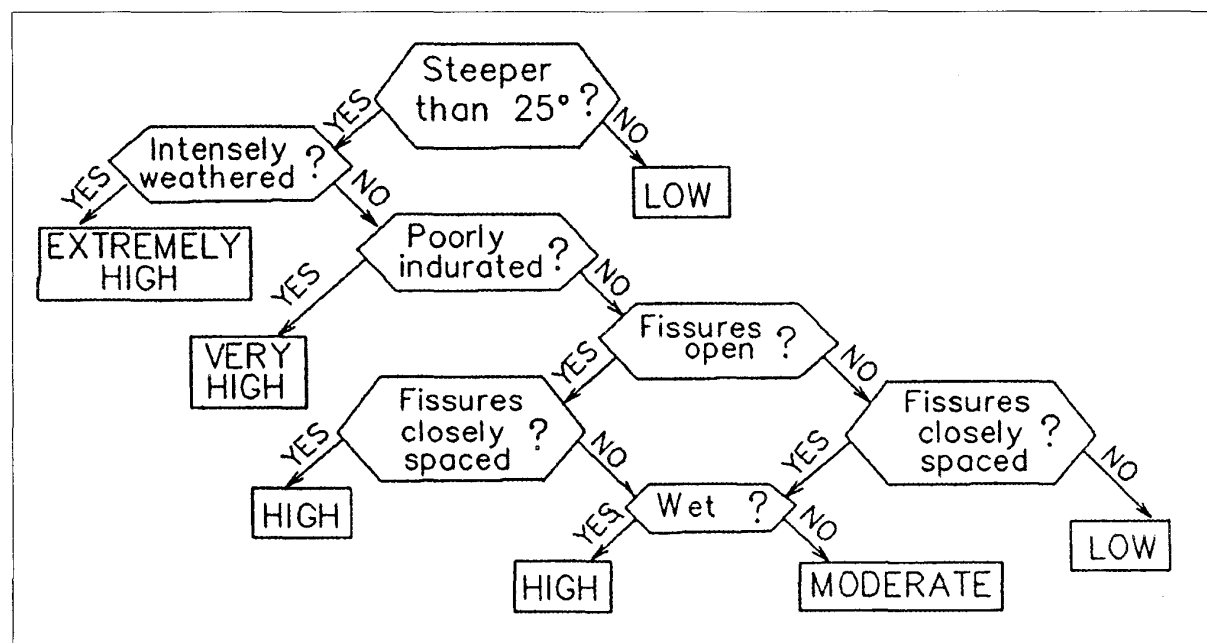 Steeper
than 25° ?
YES
NO
Intensely
weathered ?
LOW
YES
NO
EXTREMELY
HIGH
Poorly
indurated ?
YES
NO
VERY
HIGH
Fissures
open ?
YES
NO
Fissures
closely ?
spaced
Fissures
closely ?
spaced
YES
NO
YES
NO
HIGH
Wet ?
YES
NO
LOW
HIGH
MODERATE